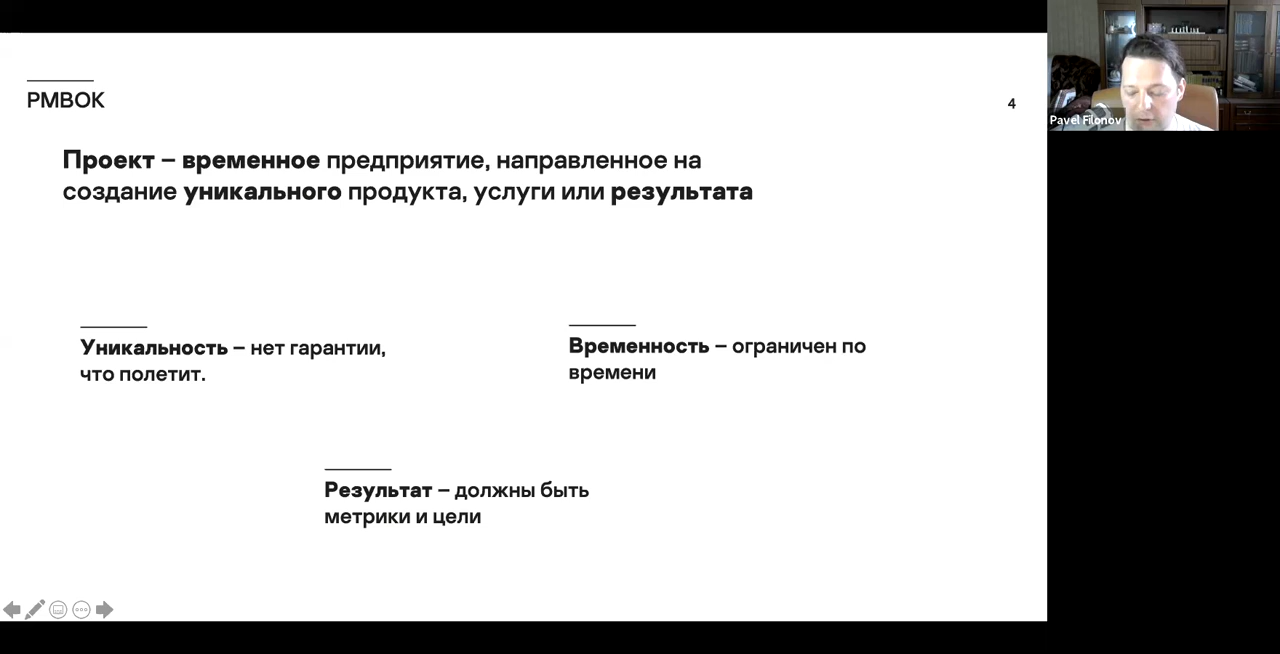 PMBOK
4
Pavel Filonov
Проект – временное предприятие, направленное на
создание уникального продукта, услуги или результата
Уникальность – нет гарантии,
что полетит.
Временность – ограничен по
времени
Результат – должны быть
метрики и цели